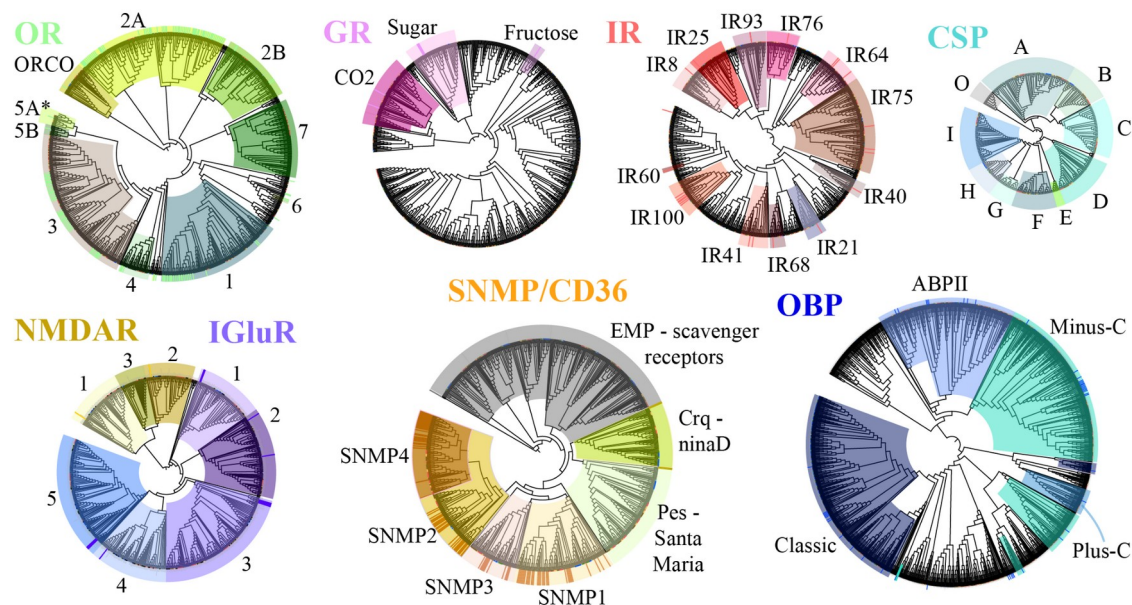 OR
2A
2B
ORCO
5A*
5B
7
6
3
4
1
GR
Sugar
Fructose
CO2
IR
IR93
IR76
IR25
IR64
IR8
IR75
IR60
IR40
IR100
IR41
IR68
IR21
CSP
A
B
O
C
I
H
G
F
E
D
NMDAR
IGluR
3
2
1
1
2
5
4
3
SNMP/CD36
EMP - scavenger
receptors
Crq -
ninaD
SNMP4
SNMP2
Pes -
Santa
Maria
SNMP3
SNMP1
OBP
ABPII
Minus-C
Classic
Plus-C